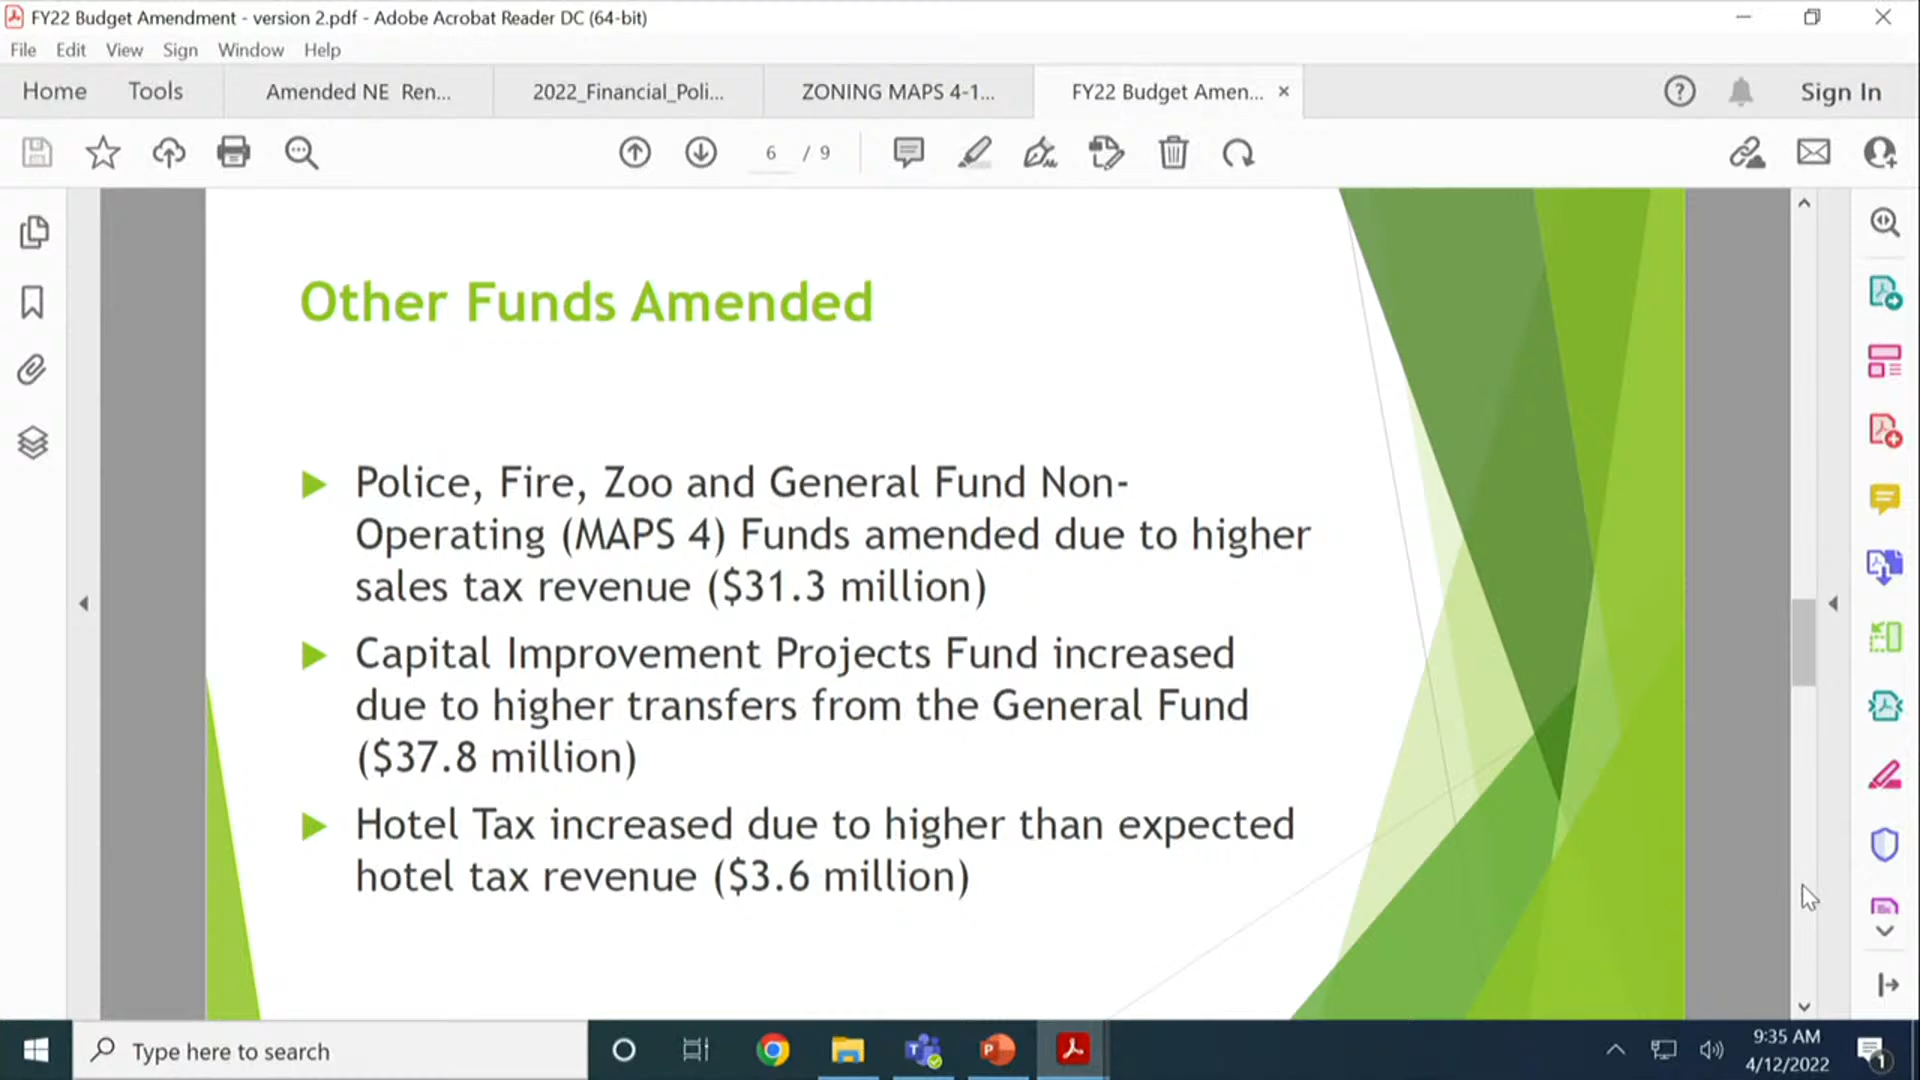 FY22 Budget Amendment - version 2.pdf - Adobe Acrobat Reader DC (64-bit)
File Edit View Sign Window Help
Home Tools Amended NE Ren... 2022_Financial_Poli... ZONING MAPS 4-1... FY22 Budget Amen... × Sign In
6 / 9
Other Funds Amended
Police, Fire, Zoo and General Fund Non-
Operating (MAPS 4) Funds amended due to higher
sales tax revenue ($31.3 million)
Capital Improvement Projects Fund increased
due to higher transfers from the General Fund
($37.8 million)
Hotel Tax increased due to higher than expected
hotel tax revenue ($3.6 million)
Type here to search
9:35 AM
4/12/2022
1